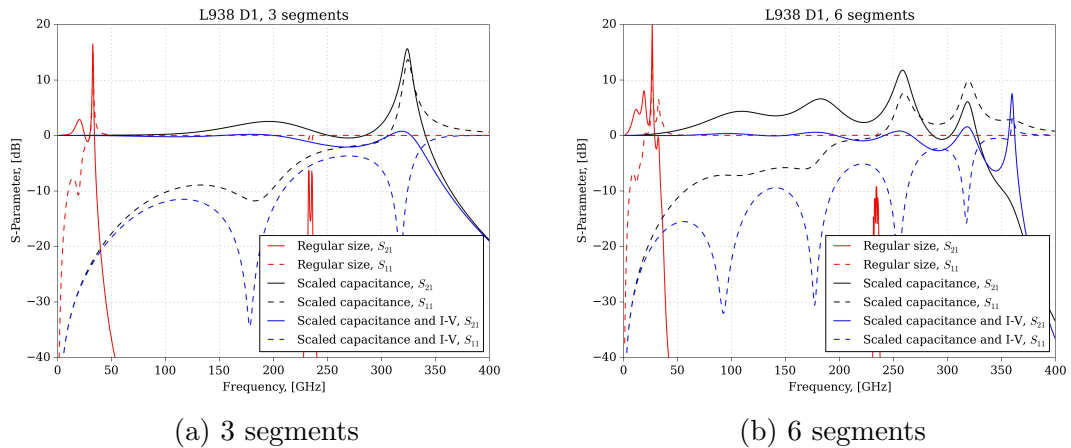 L938 D1, 3 segments
20
10
0
−10
−20
−30
−40
S-Parameter, [dB]
Regular size, S21
Regular size, S11
Scaled capacitance, S21
Scaled capacitance, S11
Scaled capacitance and I-V, S21
Scaled capacitance and I-V, S11
0 50 100 150 200 250 300 350 400
Frequency, [GHz]
(a) 3 segments
L938 D1, 6 segments
20
10
0
−10
−20
−30
−40
S-Parameter, [dB]
Regular size, S21
Regular size, S11
Scaled capacitance, S21
Scaled capacitance, S11
Scaled capacitance and I-V, S21
Scaled capacitance and I-V, S11
0 50 100 150 200 250 300 350 400
Frequency, [GHz]
(b) 6 segments